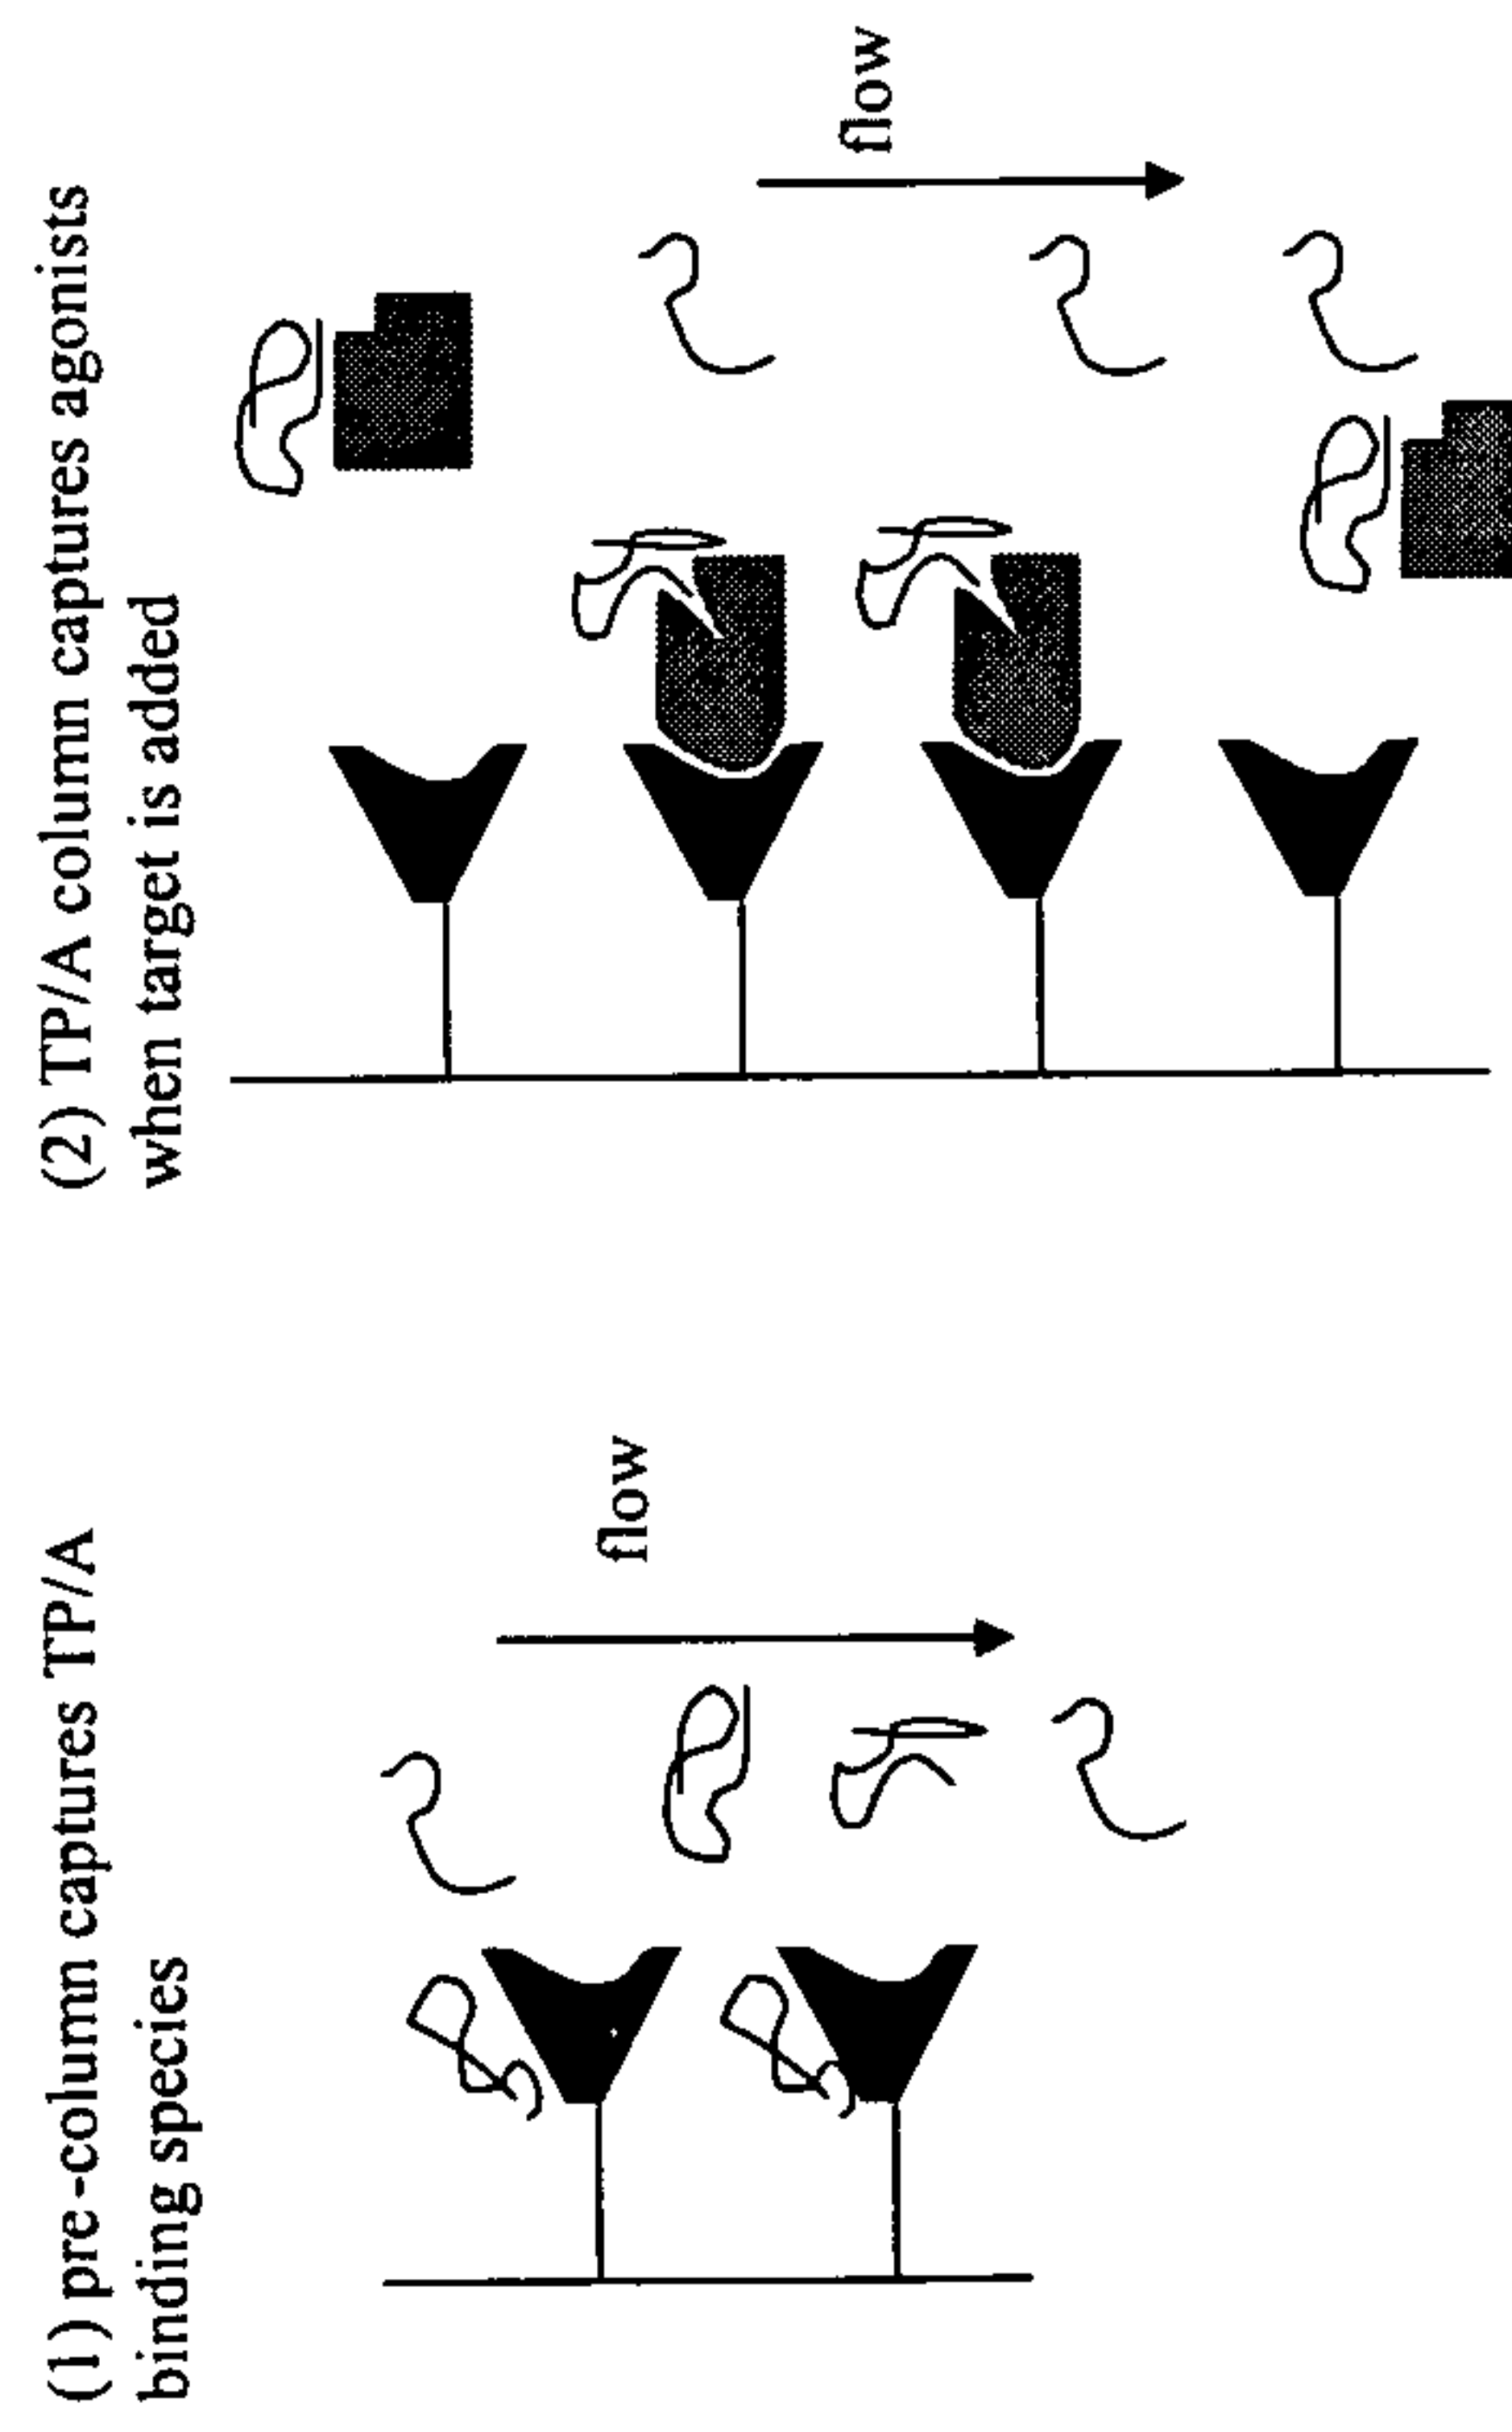 (1) pre-column captures TP/A
binding species
flow
(2) TP/A column captures agonists
when target is added
flow